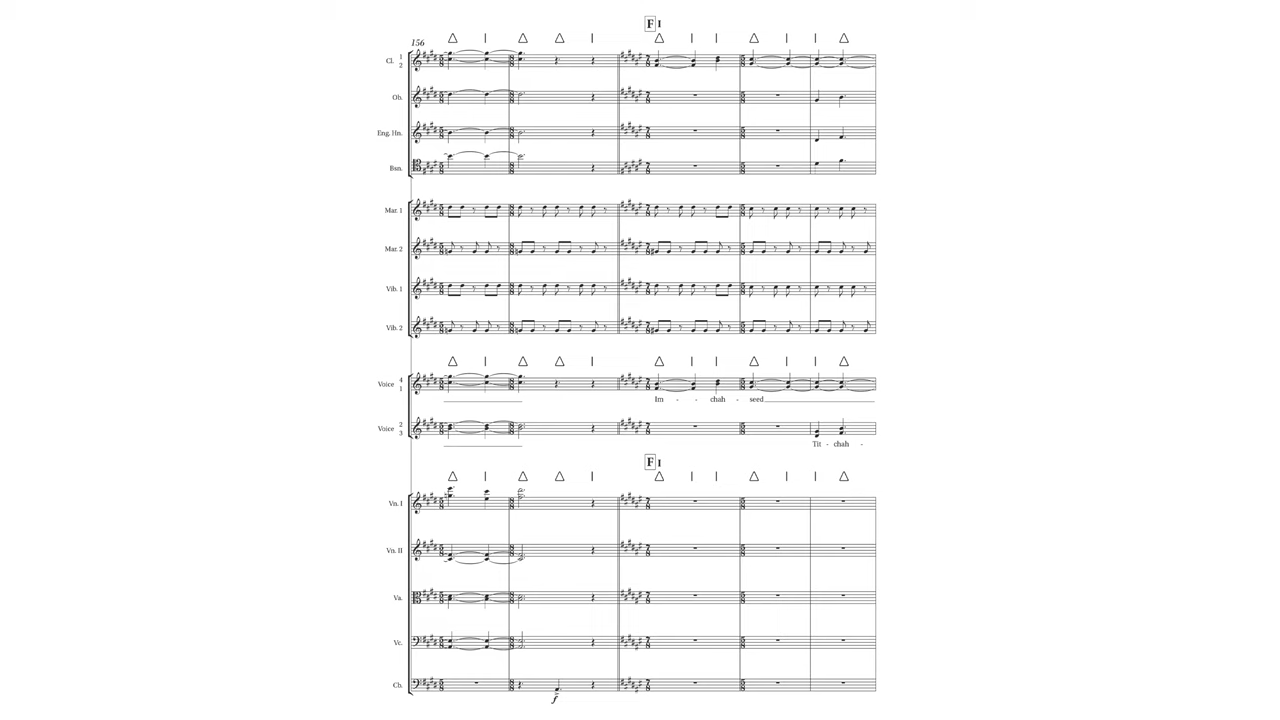 F I
156
Cl. 1 2
Ob.
Eng. Hn.
Bsn.
Mar. 1
Mar. 2
Vib. 1
Vib. 2
Voice 4 1
Im - - chah - seed
Voice 2 3
Tit - chah -
F I
Vn. I
Vn. II
Va.
Vc.
Cb.
f